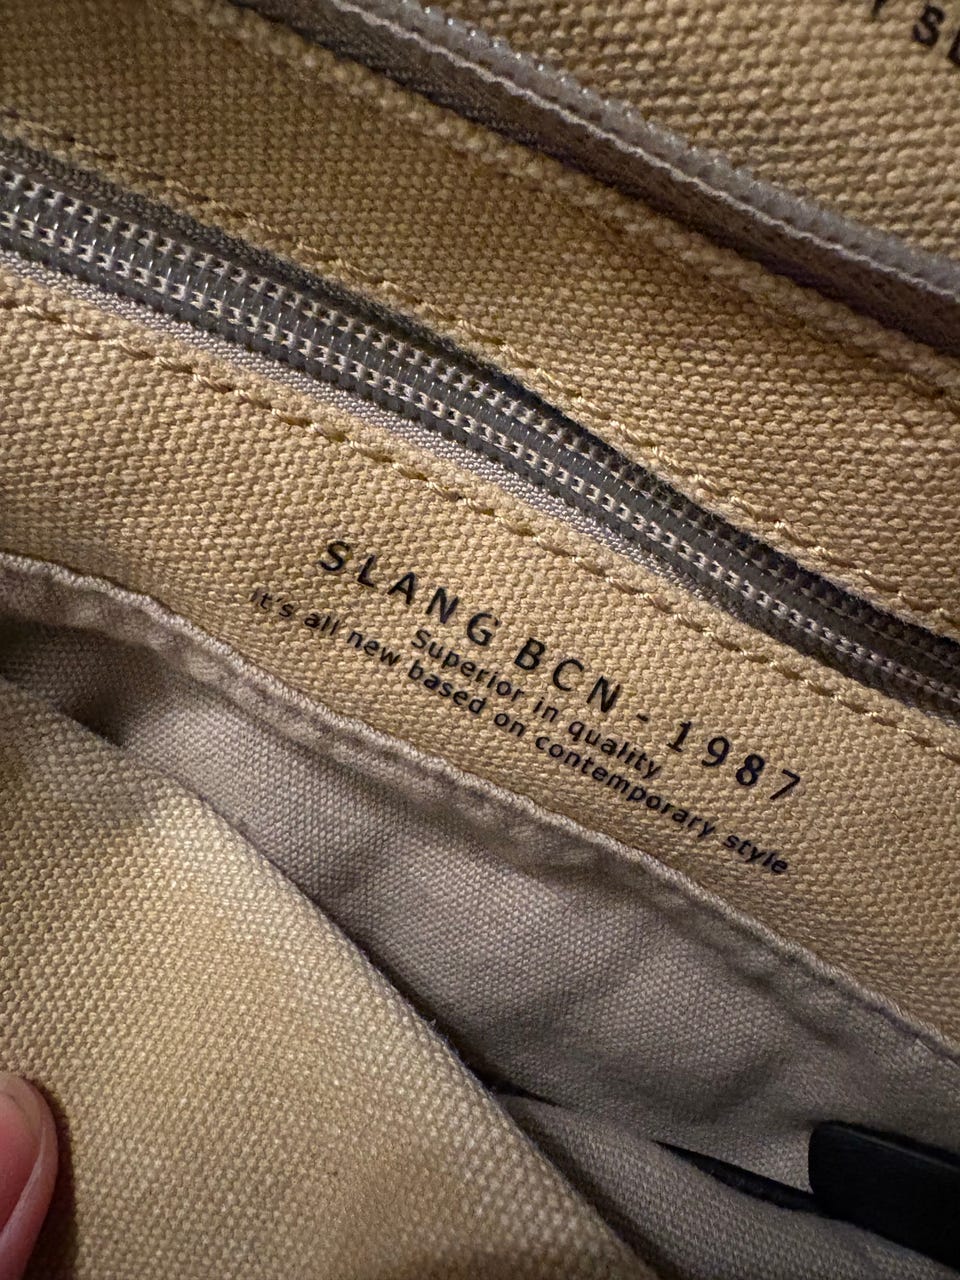 SLANG BCN - 1987
Superior in quality
it's all new based on contemporary style